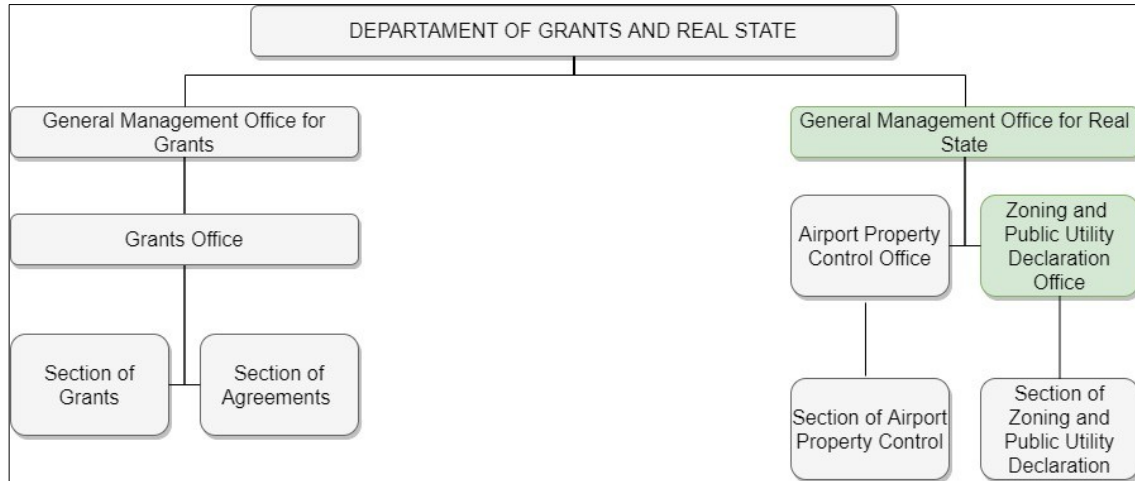 DEPARTAMENT OF GRANTS AND REAL STATE
General Management Office for
Grants
General Management Office for Real
State
Grants Office
Airport Property
Control Office
Zoning and
Public Utility
Declaration
Office
Section of
Grants
Section of
Agreements
Section of Airport
Property Control
Section of
Zoning and
Public Utility
Declaration